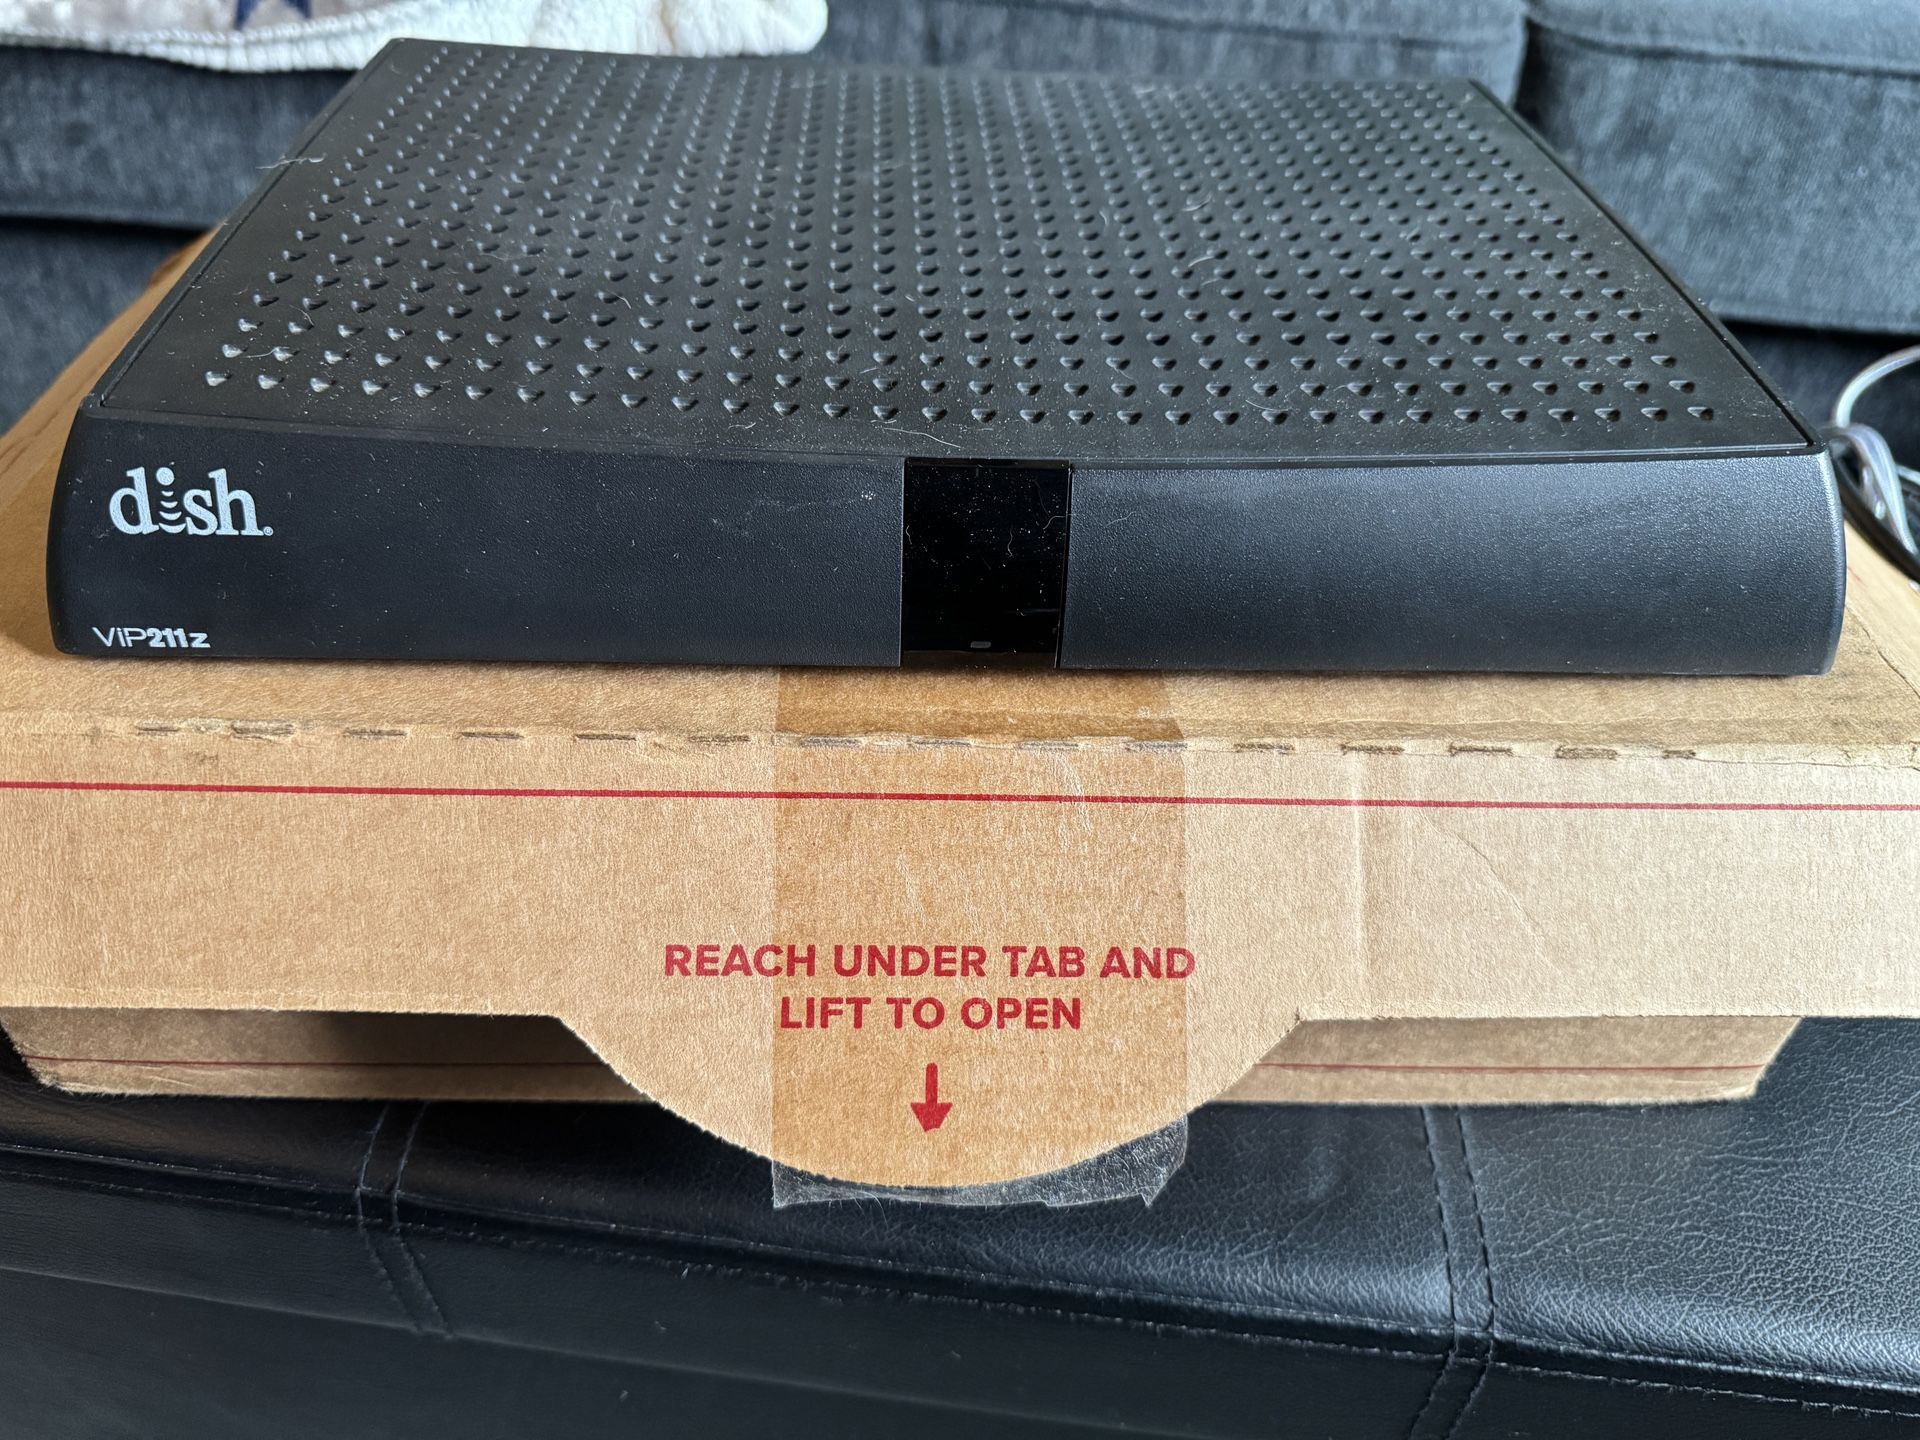 dish®
ViP211z
REACH UNDER TAB AND
LIFT TO OPEN